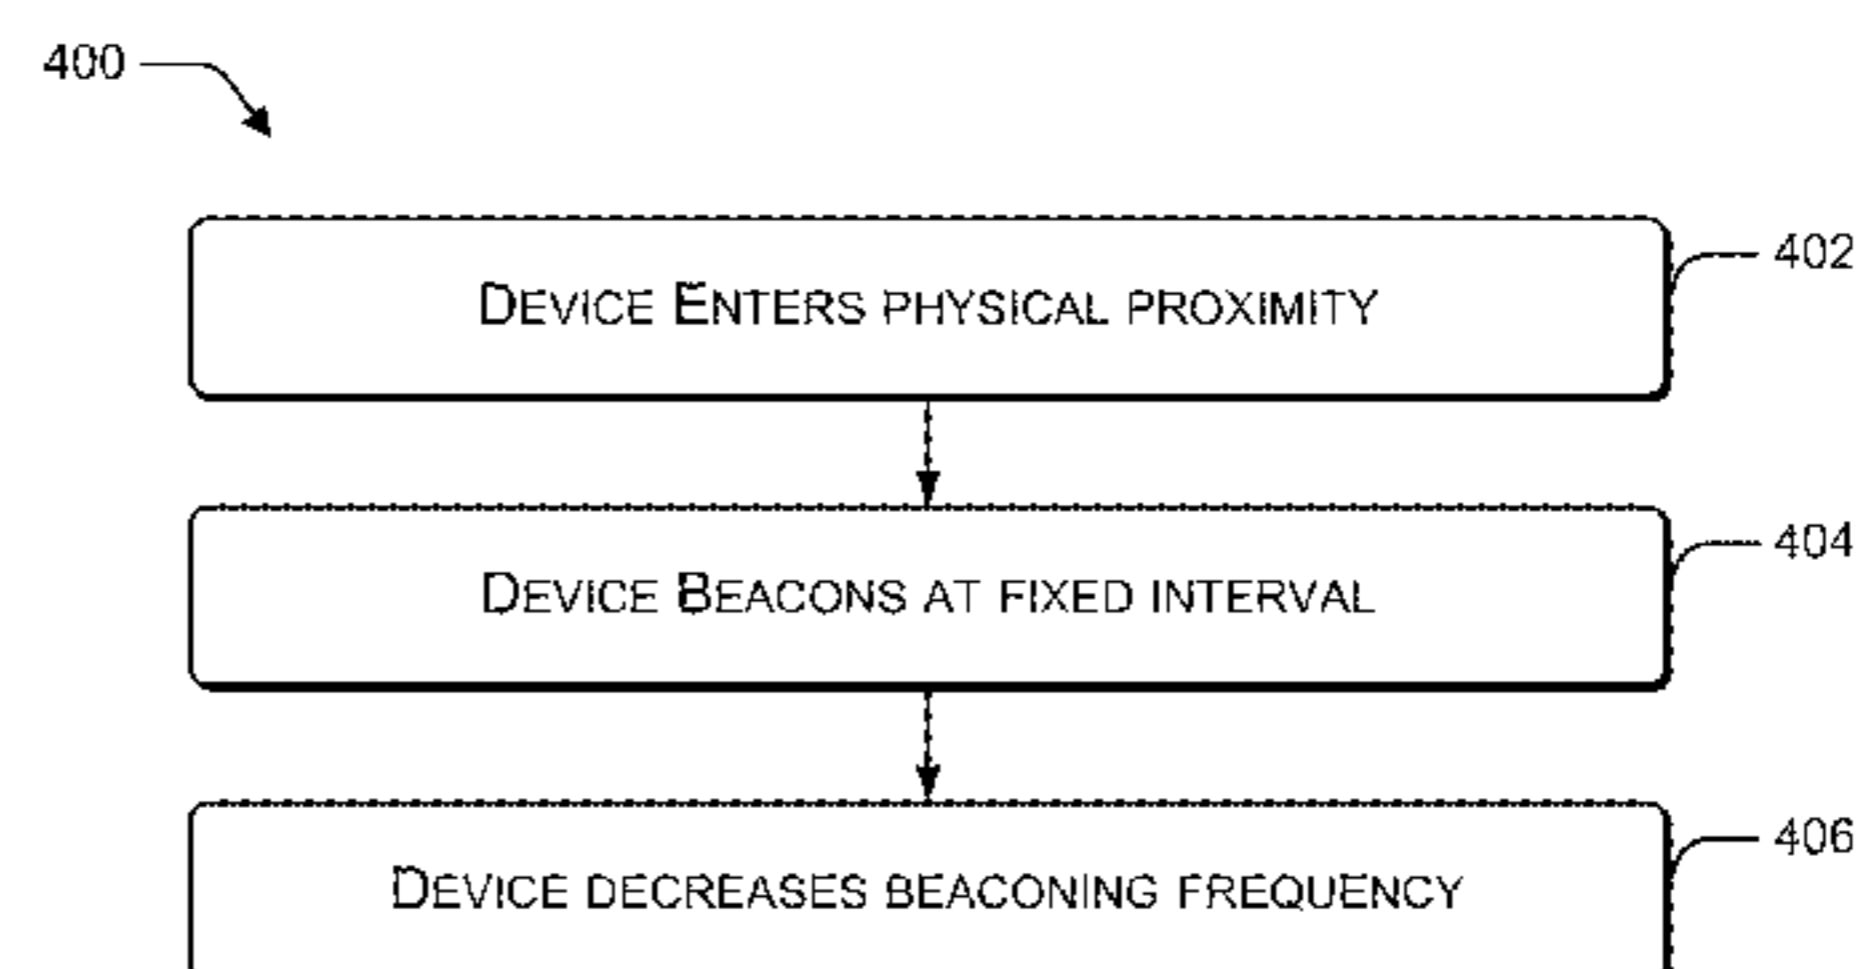 400
DEVICE ENTERS PHYSICAL PROXIMITY
402
DEVICE BEACONS AT FIXED INTERVAL
404
DEVICE DECREASES BEACONING FREQUENCY
406